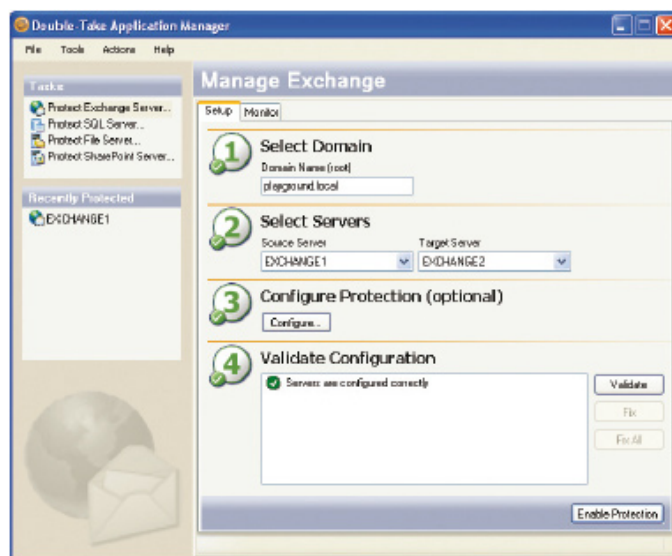 Double-Take Application Manager
File Tools Actions Help
Tasks
Protect Exchange Server...
Protect SQL Server...
Protect File Server...
Protect SharePoint Server...
Recently Protected
EXCHANGE1
Manage Exchange
Setup Monitor
1 Select Domain
Domain Name (root)
playground.local
2 Select Servers
Source Server Target Server
EXCHANGE1 EXCHANGE2
3 Configure Protection (optional)
Configure...
4 Validate Configuration
Servers are configured correctly
Validate
Fix
Fix All
Enable Protection